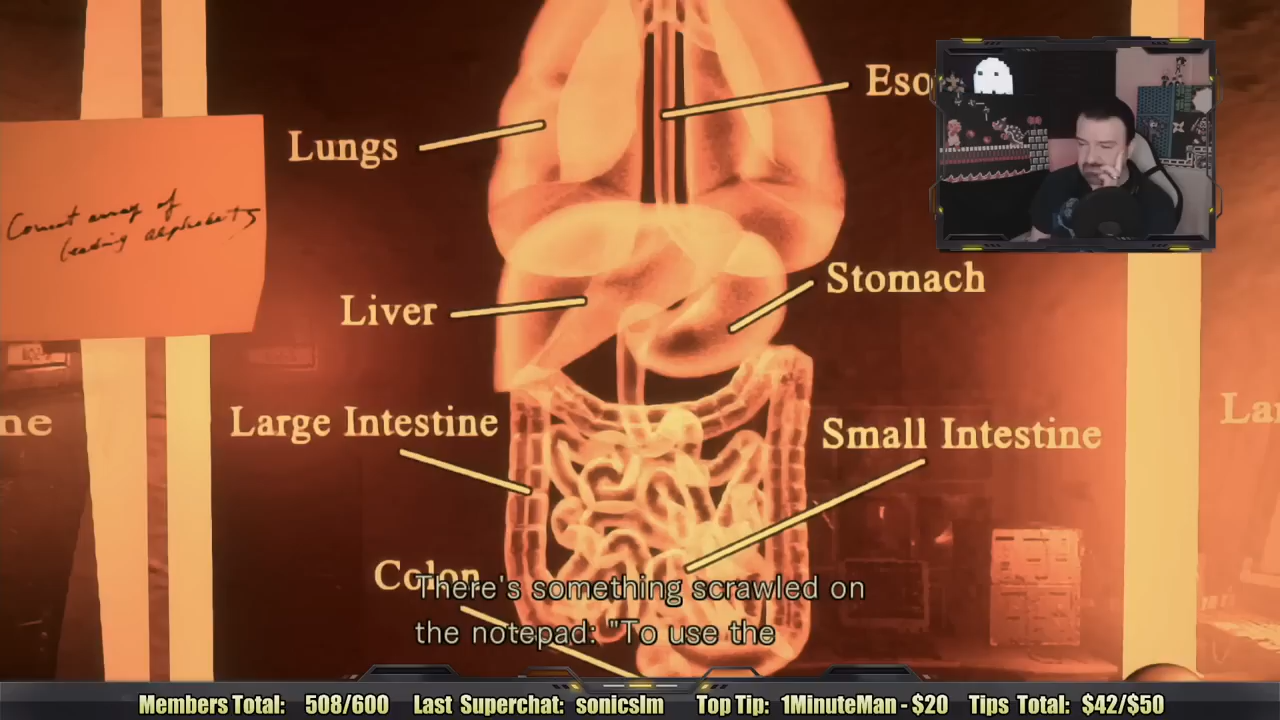 Eso
Lungs
Correct array of
leading alphabets
Stomach
Liver
ne
Large Intestine
La
Small Intestine
Colon
There's something scrawled on
the notepad: "To use the
Members Total: 508/600 Last Superchat: sonicslm Top Tip: 1MinuteMan - $20 Tips Total: $42/$50